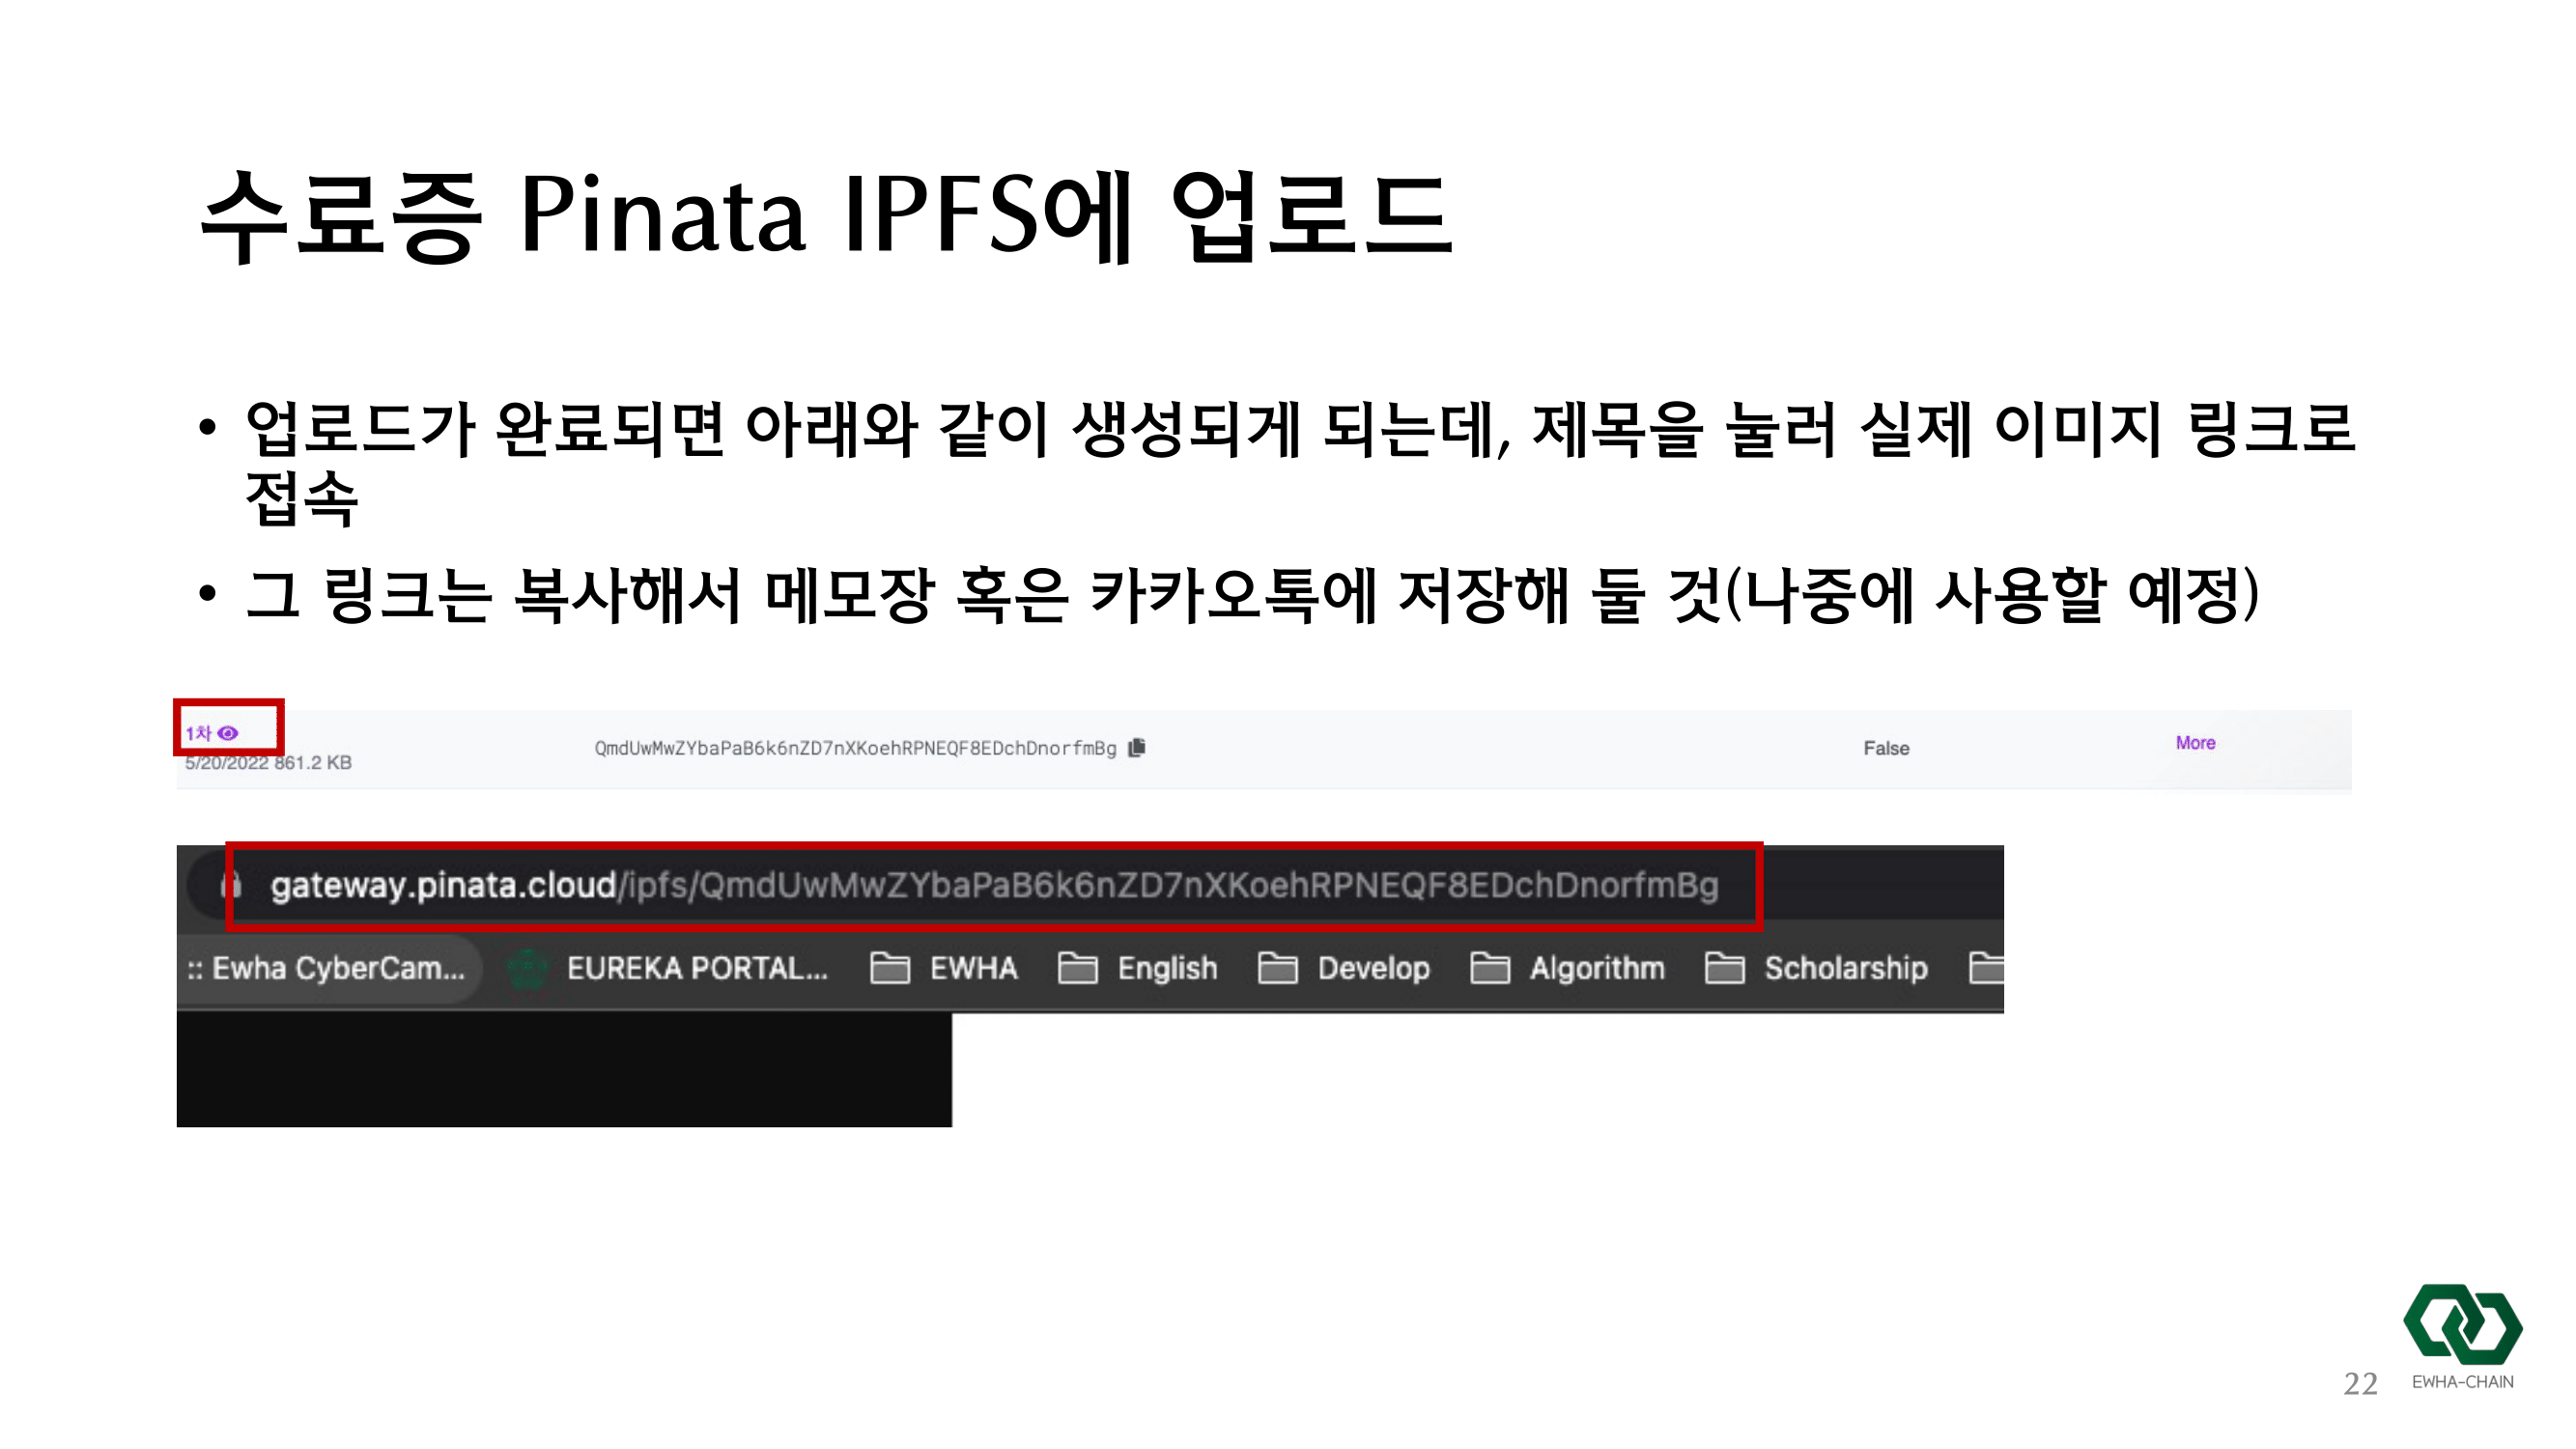 수료증 Pinata IPFS에 업로드
• 업로드가 완료되면 아래와 같이 생성되게 되는데, 제목을 눌러 실제 이미지 링크로
접속
• 그 링크는 복사해서 메모장 혹은 카카오톡에 저장해 둘 것(나중에 사용할 예정)
1차
5/20/2022 861.2 KB
QmdUwMwZYbaPaB6k6nZD7nXKoehRPNEQF8EDchDnorfmBg
False
More
gateway.pinata.cloud/ipfs/QmdUwMwZYbaPaB6k6nZD7nXKoehRPNEQF8EDchDnorfmBg
:: Ewha CyberCam...
EUREKA PORTAL...
EWHA
English
Develop
Algorithm
Scholarship
22
EWHA-CHAIN